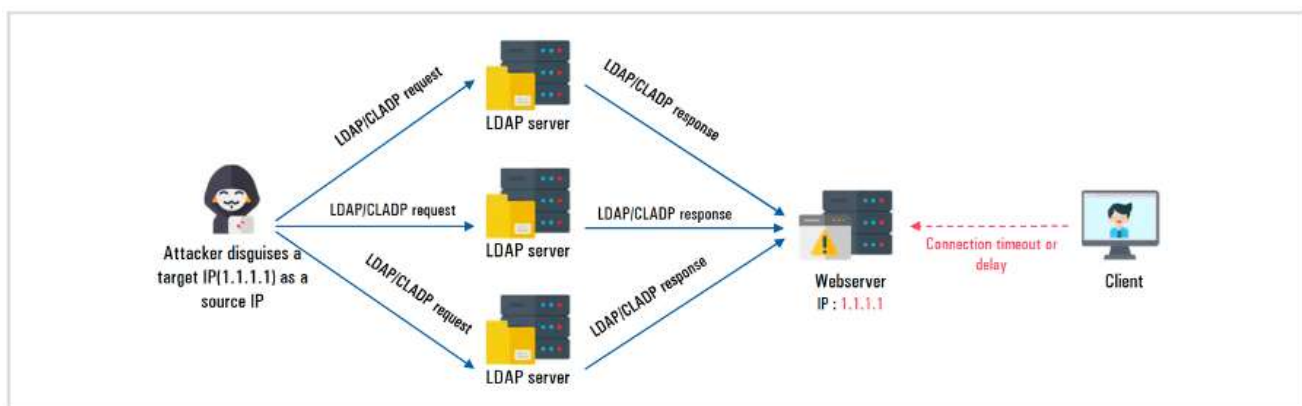 LDAP/CLADP request
LDAP server
LDAP/CLADP response
LDAP/CLADP request
LDAP server
LDAP/CLADP response
Attacker disguises a
target IP(1.1.1.1) as a
source IP
LDAP/CLADP request
LDAP server
LDAP/CLADP response
Webserver
IP : 1.1.1.1
Connection timeout or
delay
Client